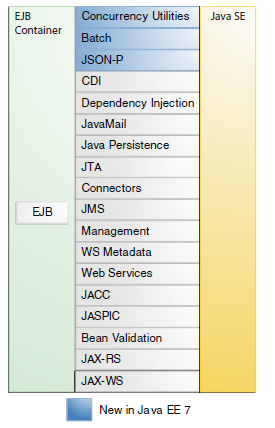 EJB
Container
EJB
Concurrency Utilities
Batch
JSON-P
CDI
Dependency Injection
JavaMail
Java Persistence
JTA
Connectors
JMS
Management
WS Metadata
Web Services
JACC
JASPIC
Bean Validation
JAX-RS
JAX-WS
Java SE
New in Java EE 7